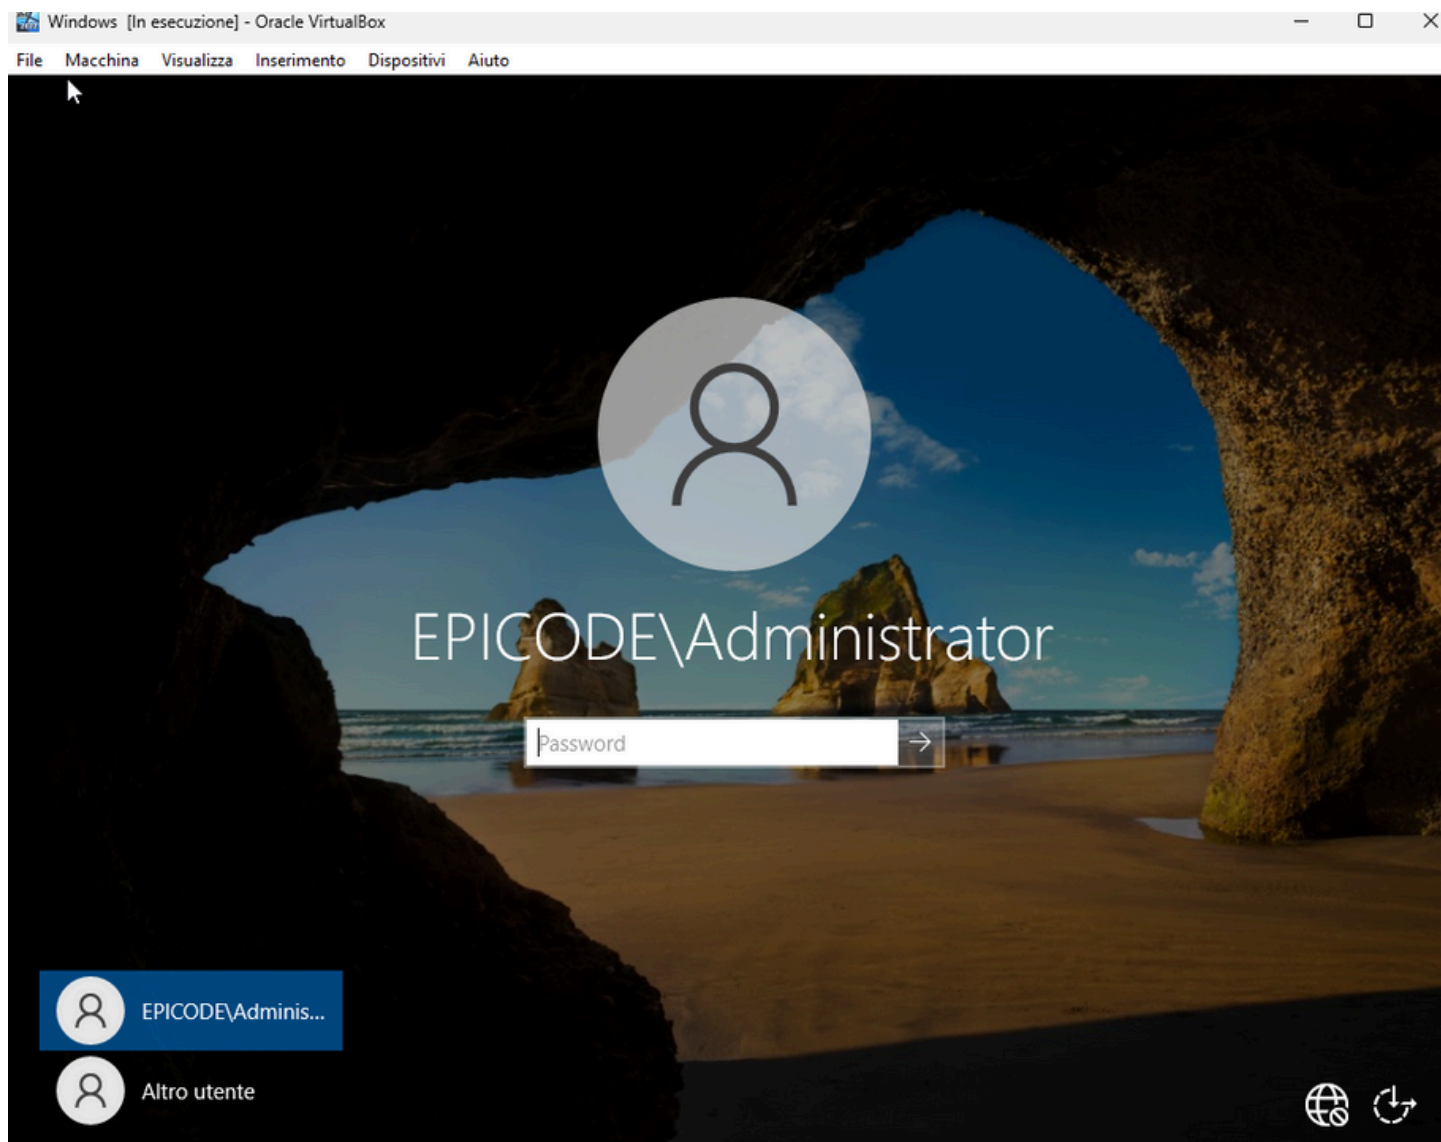 Windows [In esecuzione] - Oracle VirtualBox
File Macchina Visualizza Inserimento Dispositivi Aiuto
EPICODE\Administrator
Password
EPICODE\Adminis...
Altro utente